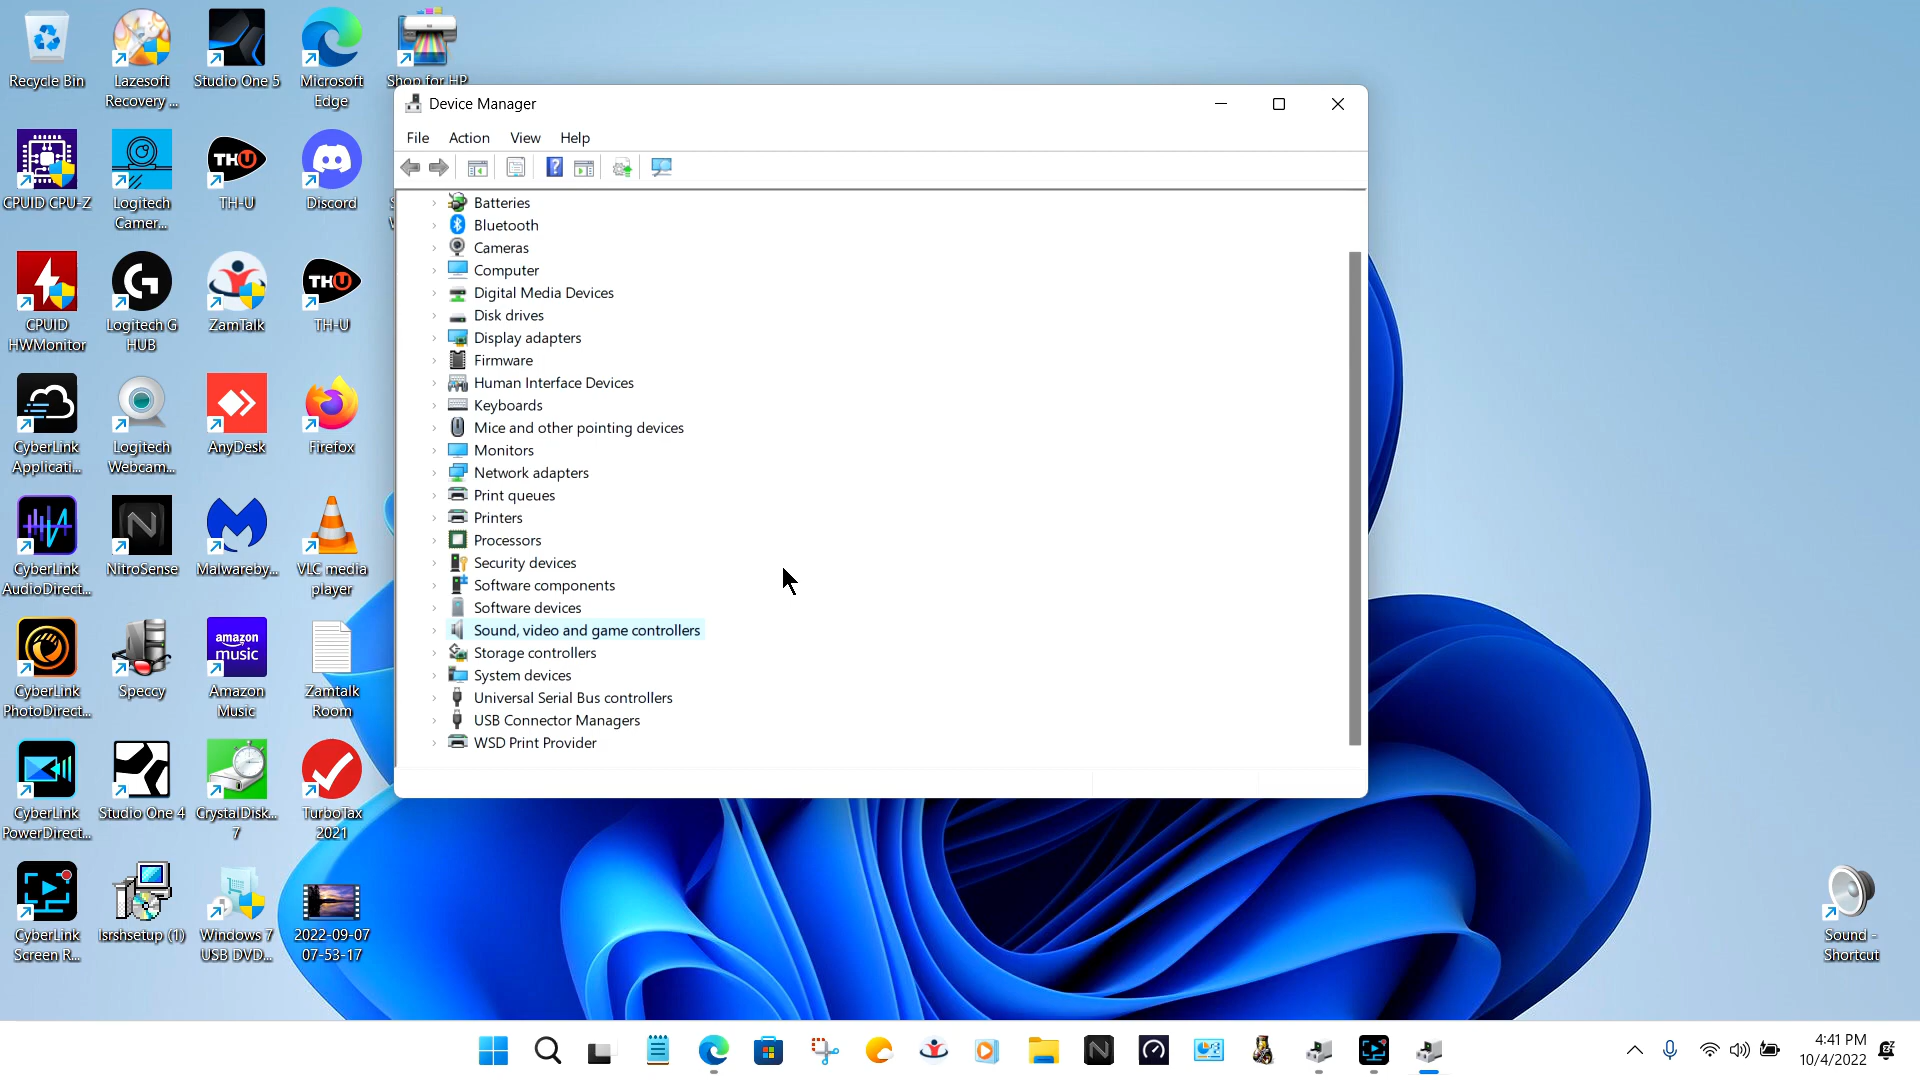 Recycle Bin
Lazesoft
Recovery ...
Studio One 5
Microsoft
Edge
Shop for HP
CPUID CPU-Z
Logitech
Camer...
TH-U
Discord
CPUID
HWMonitor
Logitech G
HUB
ZamTalk
TH-U
CyberLink
Applicati...
Logitech
Webcam...
AnyDesk
Firefox
CyberLink
AudioDirect...
NitroSense
Malwareby...
VLC media
player
CyberLink
PhotoDirect...
Speccy
amazon
music
Amazon
Music
Zamtalk
Room
CyberLink
PowerDirect...
Studio One 4
CrystalDisk...
7
TurboTax
2021
CyberLink
Screen R...
lsrshsetup (1)
Windows 7
USB DVD...
2022-09-07
07-53-17
Device Manager
File Action View Help
Batteries
Bluetooth
Cameras
Computer
Digital Media Devices
Disk drives
Display adapters
Firmware
Human Interface Devices
Keyboards
Mice and other pointing devices
Monitors
Network adapters
Print queues
Printers
Processors
Security devices
Software components
Software devices
Sound, video and game controllers
Storage controllers
System devices
Universal Serial Bus controllers
USB Connector Managers
WSD Print Provider
Sound -
Shortcut
4:41 PM
10/4/2022